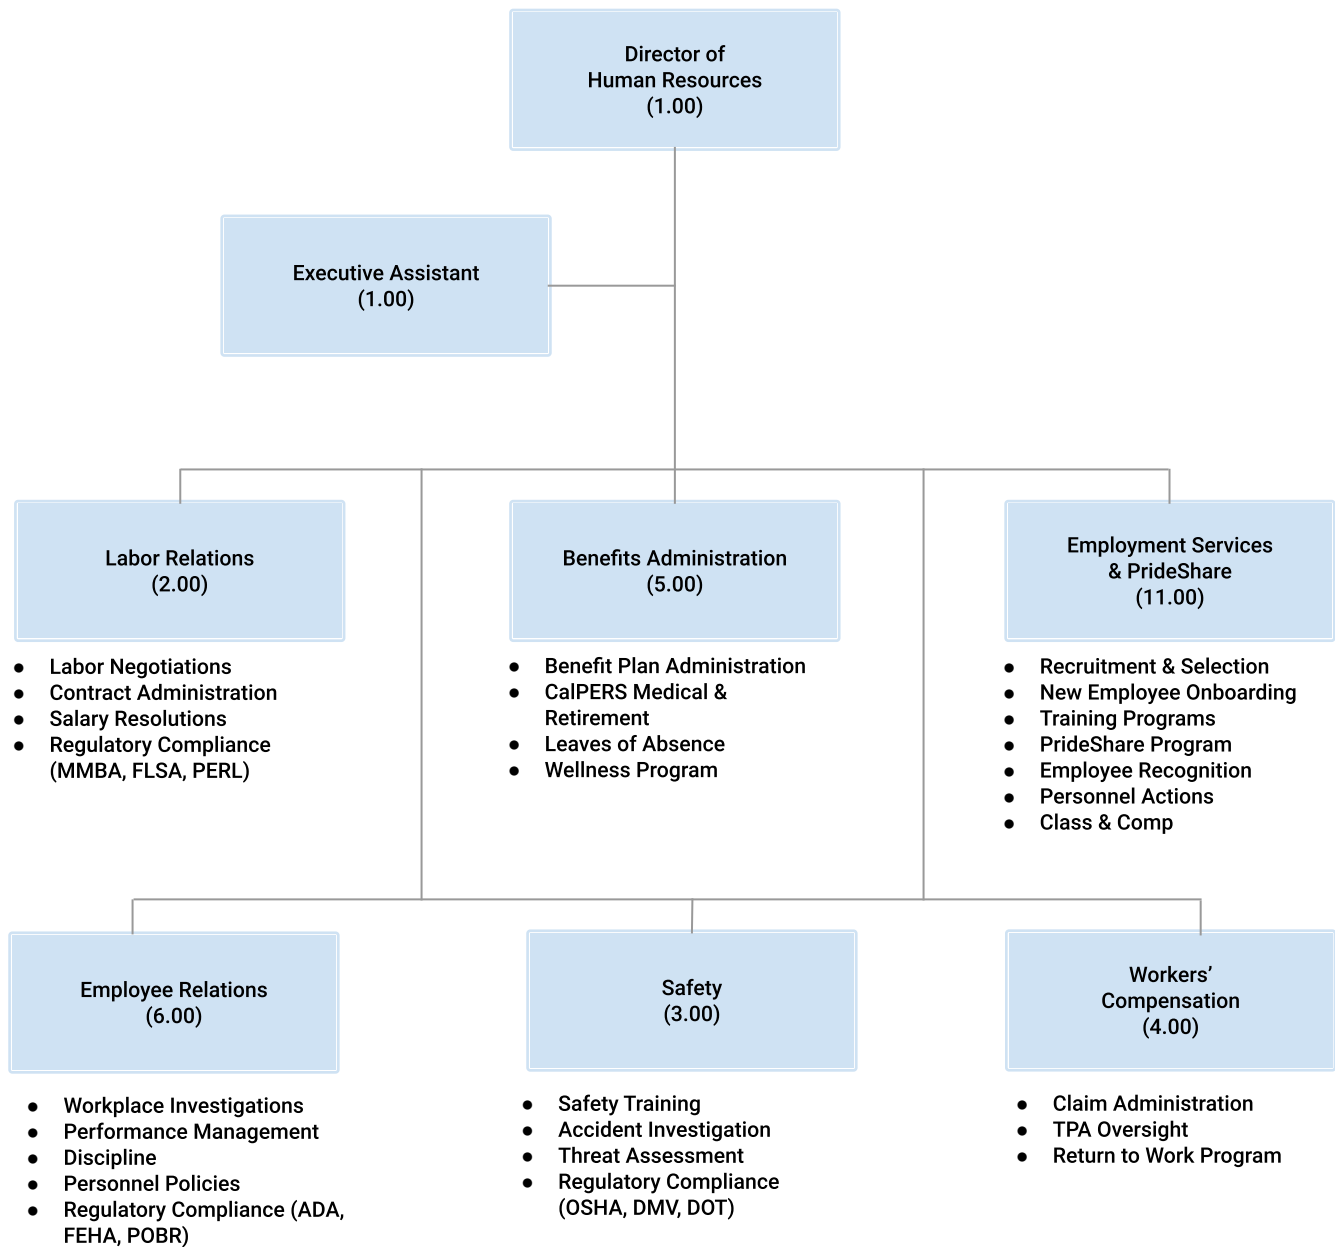 Director of
Human Resources
(1.00)
Executive Assistant
(1.00)
Labor Relations
(2.00)
● Labor Negotiations
● Contract Administration
● Salary Resolutions
● Regulatory Compliance
(MMBA, FLSA, PERL)
Benefits Administration
(5.00)
● Benefit Plan Administration
● CalPERS Medical &
Retirement
● Leaves of Absence
● Wellness Program
Employment Services
& PrideShare
(11.00)
● Recruitment & Selection
● New Employee Onboarding
● Training Programs
● PrideShare Program
● Employee Recognition
● Personnel Actions
● Class & Comp
Employee Relations
(6.00)
● Workplace Investigations
● Performance Management
● Discipline
● Personnel Policies
● Regulatory Compliance (ADA,
FEHA, POBR)
Safety
(3.00)
● Safety Training
● Accident Investigation
● Threat Assessment
● Regulatory Compliance
(OSHA, DMV, DOT)
Workers’
Compensation
(4.00)
● Claim Administration
● TPA Oversight
● Return to Work Program